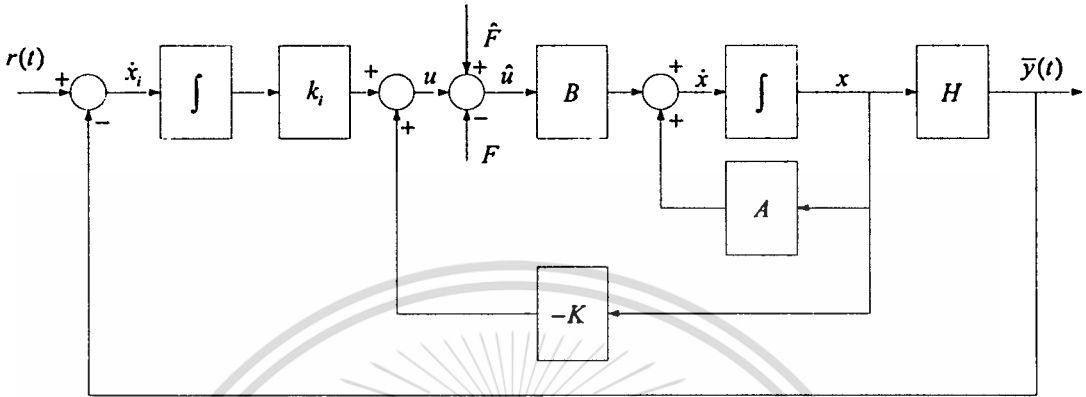 F̂
r(t) + ẋᵢ ∫ kᵢ + u + û B + ẋ ∫ x H ȳ(t)
− + − +
F
A
−K